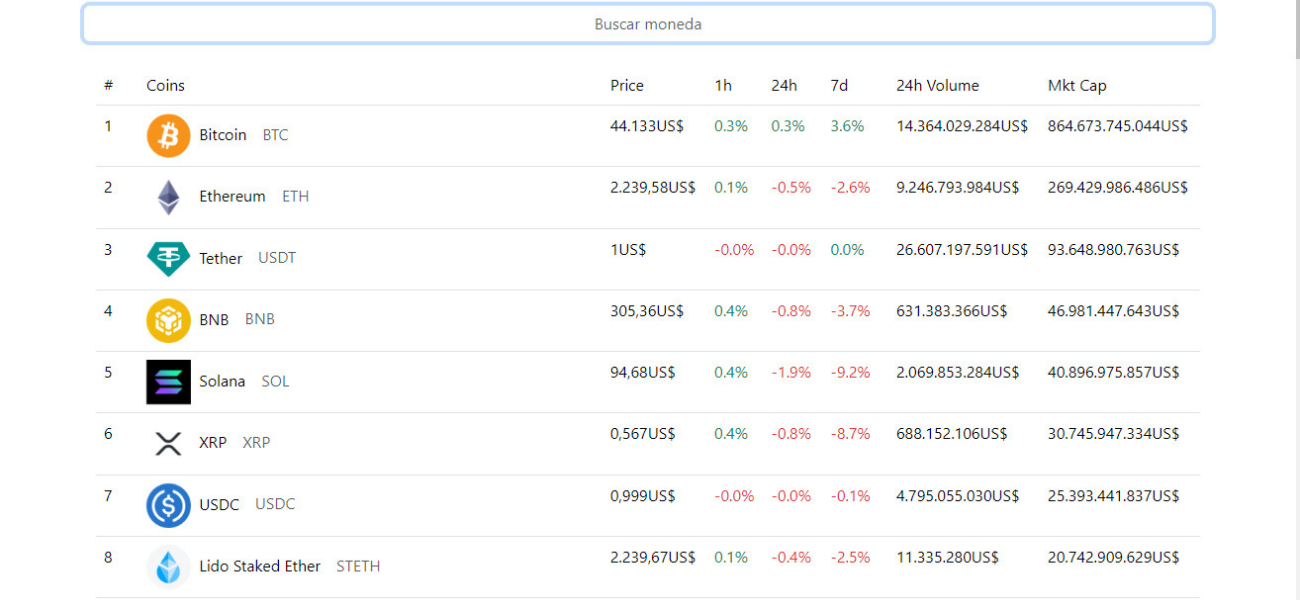 Buscar moneda
# Coins Price 1h 24h 7d 24h Volume Mkt Cap
1 Bitcoin BTC 44.133US$ 0.3% 0.3% 3.6% 14.364.029.284US$ 864.673.745.044US$
2 Ethereum ETH 2.239,58US$ 0.1% -0.5% -2.6% 9.246.793.984US$ 269.429.986.486US$
3 Tether USDT 1US$ -0.0% -0.0% 0.0% 26.607.197.591US$ 93.648.980.763US$
4 BNB BNB 305,36US$ 0.4% -0.8% -3.7% 631.383.366US$ 46.981.447.643US$
5 Solana SOL 94,68US$ 0.4% -1.9% -9.2% 2.069.853.284US$ 40.896.975.857US$
6 XRP XRP 0,567US$ 0.4% -0.8% -8.7% 688.152.106US$ 30.745.947.334US$
7 USDC USDC 0,999US$ -0.0% -0.0% -0.1% 4.795.055.030US$ 25.393.441.837US$
8 Lido Staked Ether STETH 2.239,67US$ 0.1% -0.4% -2.5% 11.335.280US$ 20.742.909.629US$